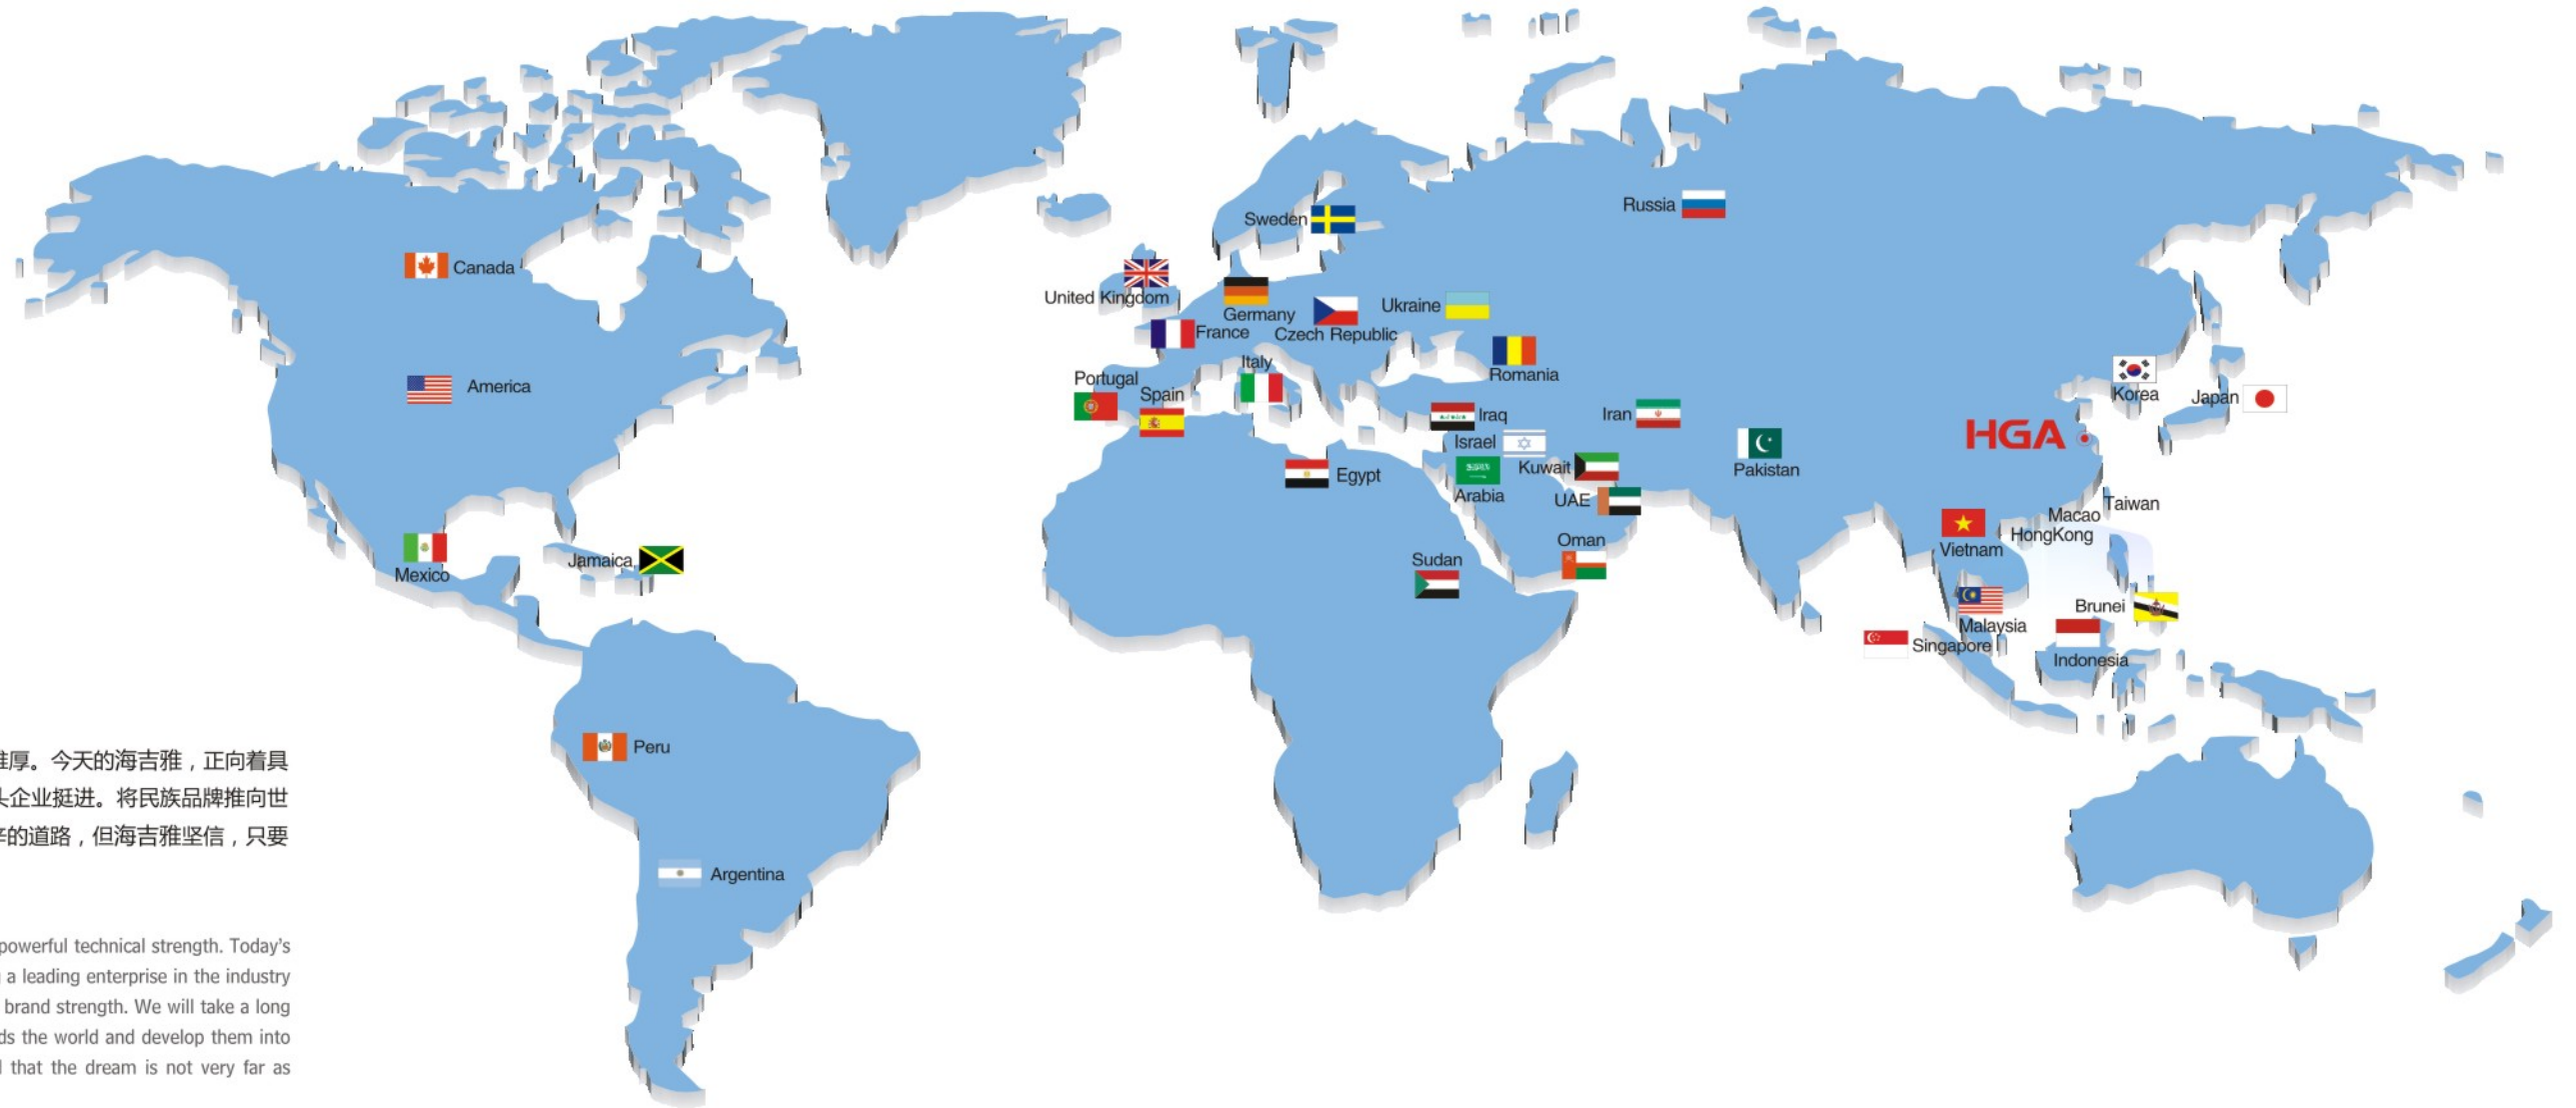 Russia
Sweden
Canada
United Kingdom
Ukraine
Germany
France
Czech Republic
Italy
Romania
Portugal
America
Spain
Korea
Japan
Iraq
Iran
HGA
Israel
Kuwait
Pakistan
Egypt
Arabia
UAE
Taiwan
Macao
HongKong
Oman
Vietnam
Jamaica
Sudan
Mexico
Brunei
Malaysia
Singapore
Indonesia
Peru
厚。今天的海吉雅，正向着具
企业挺进。将民族品牌推向世
的道路，但海吉雅坚信，只要
Argentina
powerful technical strength. Today's
a leading enterprise in the industry
brand strength. We will take a long
ds the world and develop them into
that the dream is not very far as